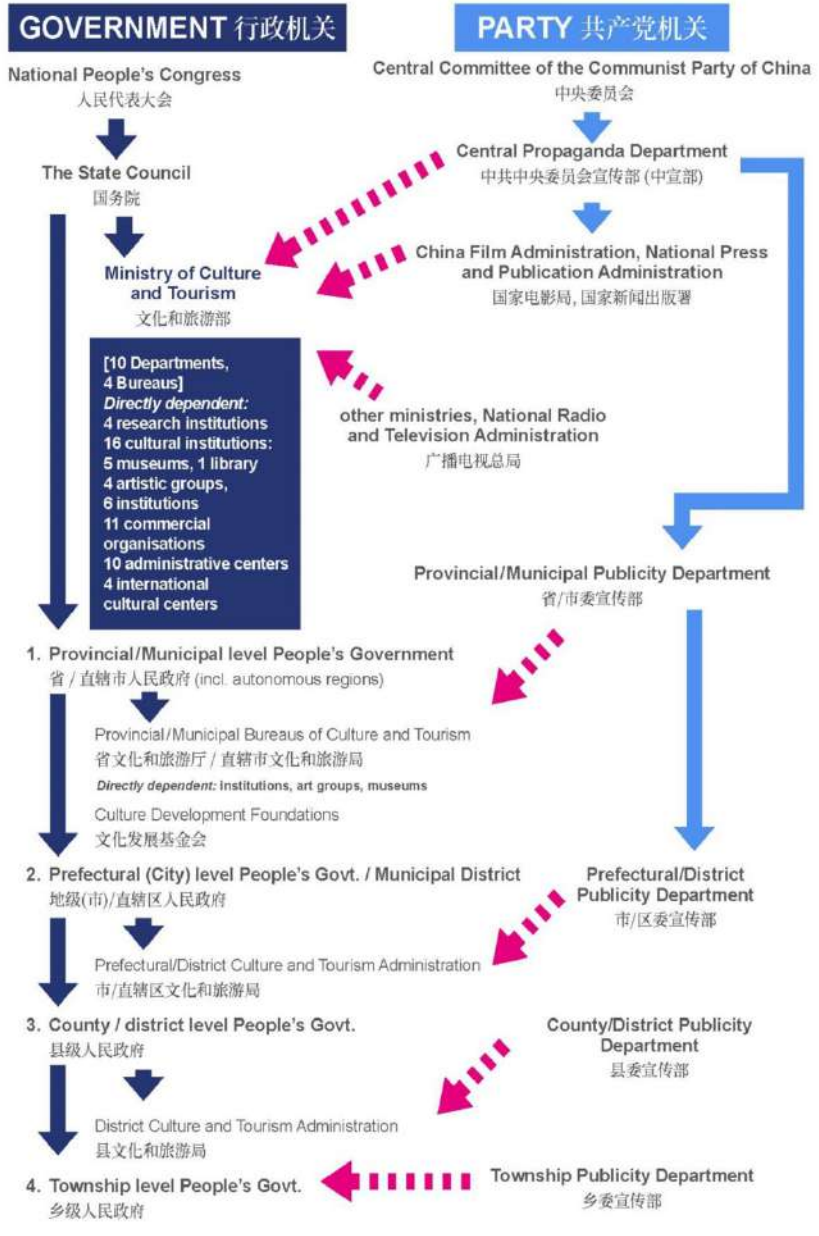 GOVERNMENT 行政机关
PARTY 共产党机关
National People's Congress
人民代表大会
Central Committee of the Communist Party of China
中央委员会
The State Council
国务院
Central Propaganda Department
中共中央委员会宣传部 (中宣部)
Ministry of Culture
and Tourism
文化和旅游部
China Film Administration, National Press
and Publication Administration
国家电影局, 国家新闻出版署
[10 Departments,
4 Bureaus]
Directly dependent:
4 research institutions
16 cultural institutions:
5 museums, 1 library
4 artistic groups,
6 institutions
11 commercial
organisations
10 administrative centers
4 international
cultural centers
other ministries, National Radio
and Television Administration
广播电视总局
Provincial/Municipal Publicity Department
省/市委宣传部
1. Provincial/Municipal level People's Government
省 / 直辖市人民政府 (incl. autonomous regions)
Provincial/Municipal Bureaus of Culture and Tourism
省文化和旅游厅 / 直辖市文化和旅游局
Directly dependent: institutions, art groups, museums
Culture Development Foundations
文化发展基金会
2. Prefectural (City) level People's Govt. / Municipal District
地级(市)/直辖区人民政府
Prefectural/District
Publicity Department
市/区委宣传部
Prefectural/District Culture and Tourism Administration
市/直辖区文化和旅游局
3. County / district level People's Govt.
县级人民政府
County/District Publicity
Department
县委宣传部
District Culture and Tourism Administration
县文化和旅游局
4. Township level People's Govt.
乡级人民政府
Township Publicity Department
乡委宣传部